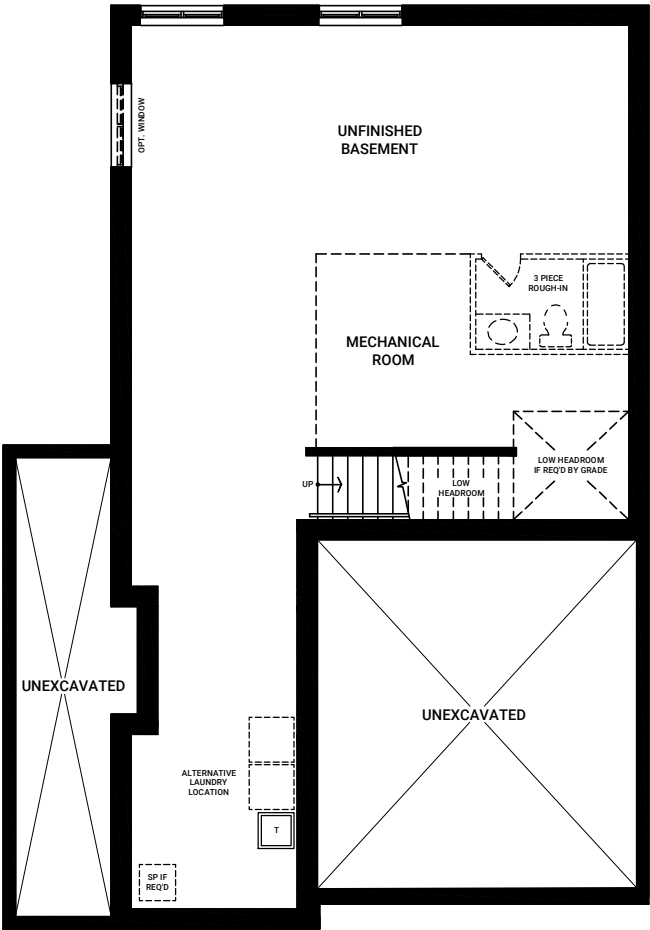 OPT. WINDOW
UNFINISHED
BASEMENT
3 PIECE
ROUGH-IN
MECHANICAL
ROOM
LOW HEADROOM
IF REQ'D BY GRADE
UP
LOW
HEADROOM
UNEXCAVATED
UNEXCAVATED
ALTERNATIVE
LAUNDRY
LOCATION
T
SP IF
REQ'D